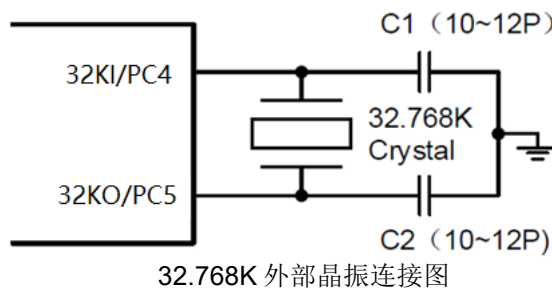 C1（10~12P）
32KI/PC4
32.768K
Crystal
32KO/PC5
C2（10~12P)
32.768K 外部晶振连接图